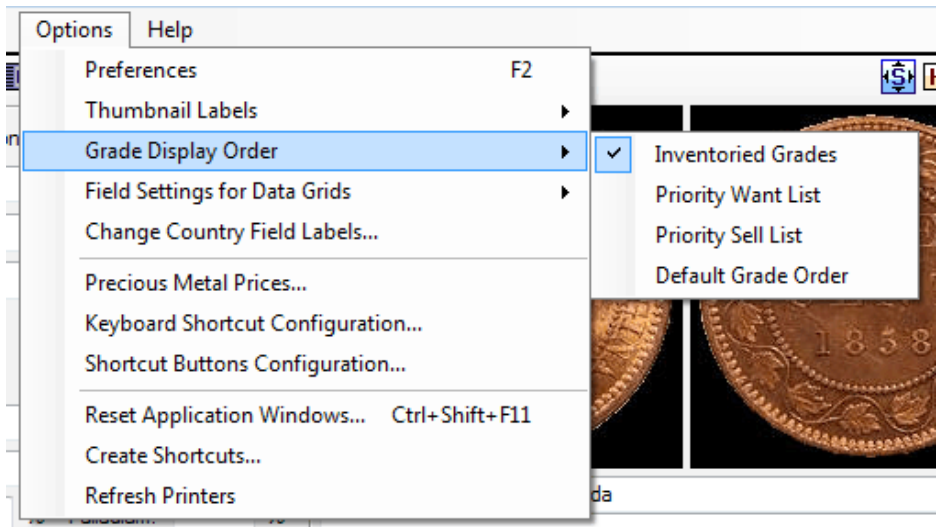 Options Help
Preferences F2
Thumbnail Labels
Grade Display Order
Inventoried Grades
Field Settings for Data Grids
Priority Want List
Change Country Field Labels...
Priority Sell List
Default Grade Order
Precious Metal Prices...
Keyboard Shortcut Configuration...
Shortcut Buttons Configuration...
1858
Reset Application Windows... Ctrl+Shift+F11
Create Shortcuts...
Refresh Printers
da